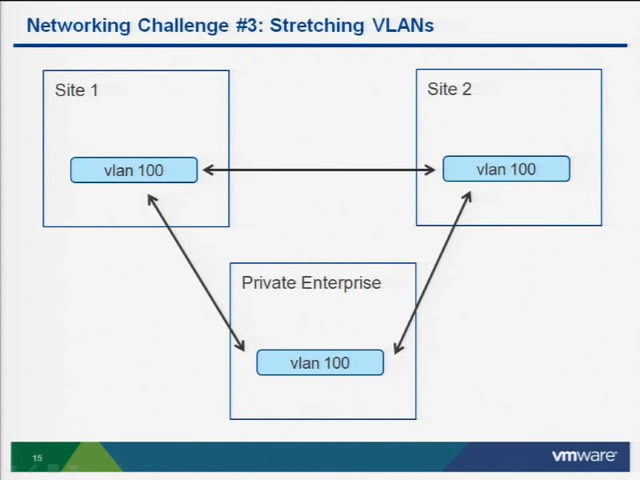 Networking Challenge #3: Stretching VLANs
Site 1
Site 2
vlan 100
vlan 100
Private Enterprise
vlan 100
15
vmware